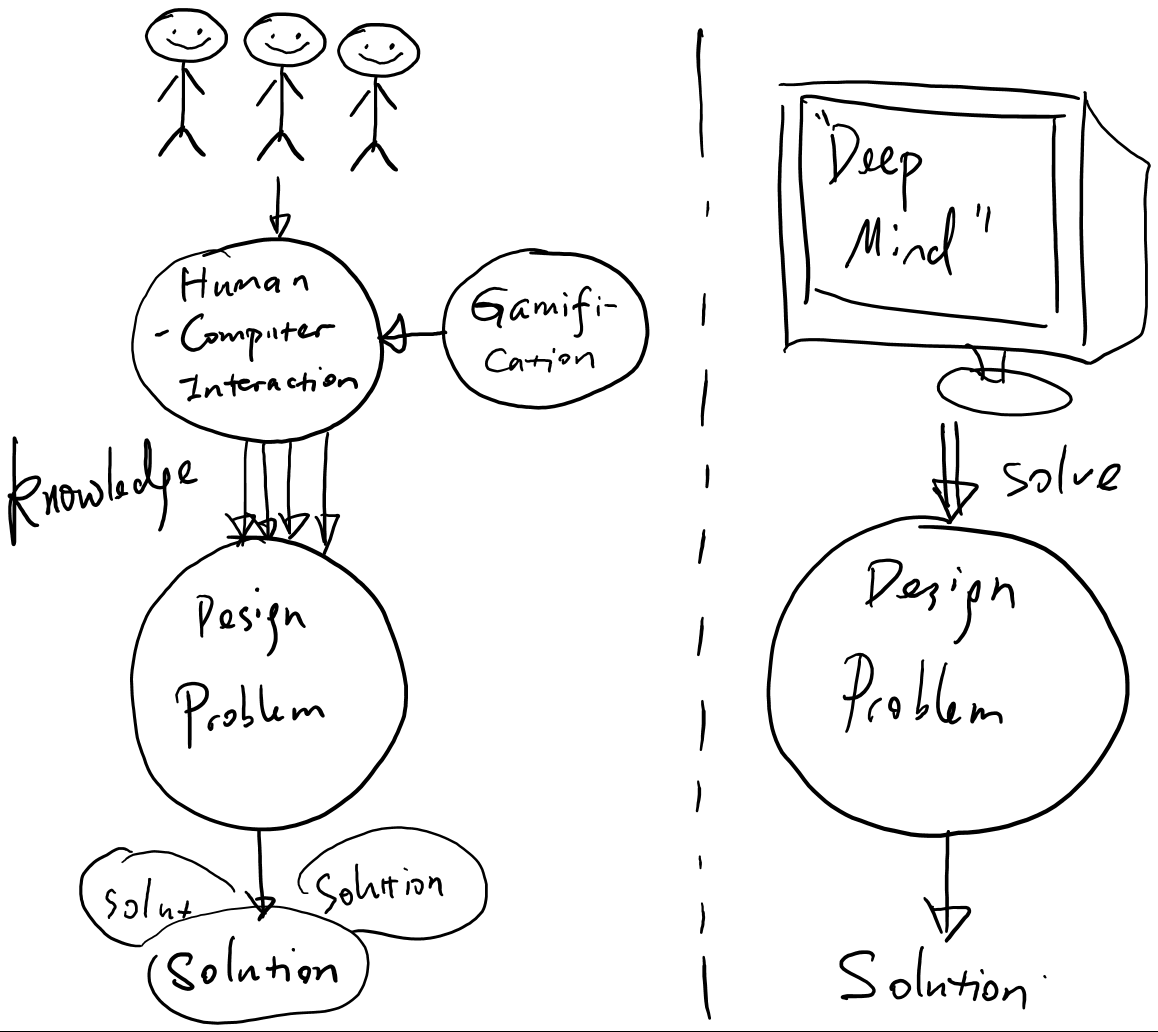 Human
- Computer
Interaction
Gamifi-
cation
Knowledge
Design
Problem
Solut
Solution
Solution
"Deep
Mind"
solve
Design
Problem
Solution